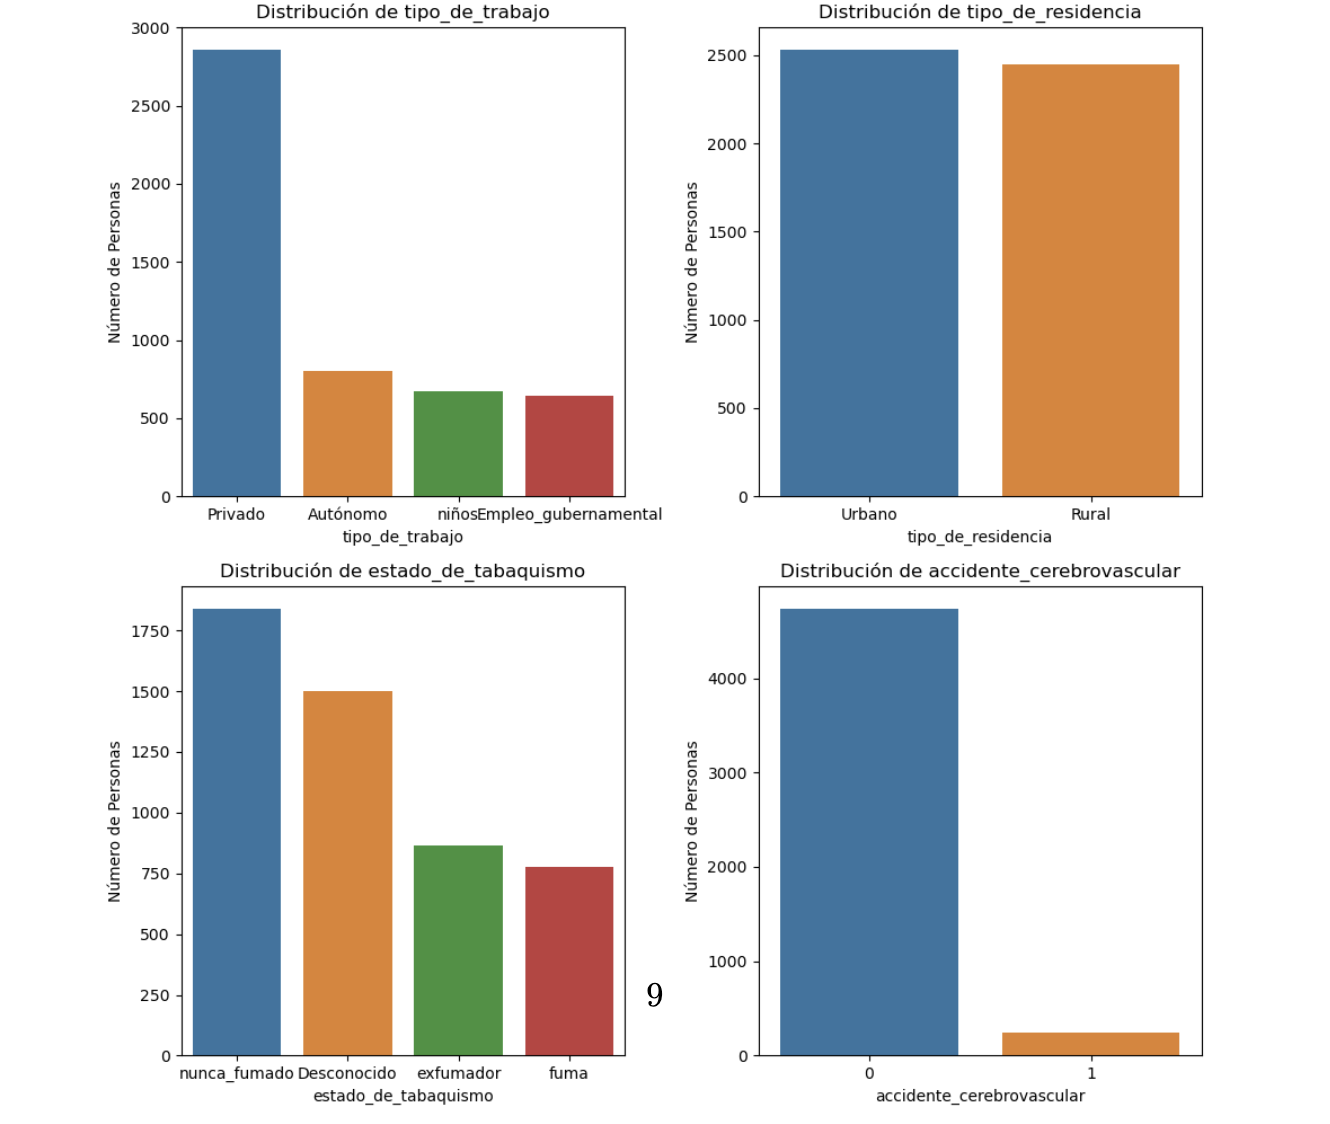 Distribución de tipo_de_trabajo
3000
2500
2000
1500
1000
500
0
Número de Personas
Privado Autónomo niños Empleo_gubernamental
tipo_de_trabajo
Distribución de tipo_de_residencia
2500
2000
1500
1000
500
0
Número de Personas
Urbano Rural
tipo_de_residencia
Distribución de estado_de_tabaquismo
1750
1500
1250
1000
750
500
250
0
Número de Personas
nunca_fumado Desconocido exfumador fuma
estado_de_tabaquismo
9
Distribución de accidente_cerebrovascular
4000
3000
2000
1000
0
Número de Personas
0 1
accidente_cerebrovascular